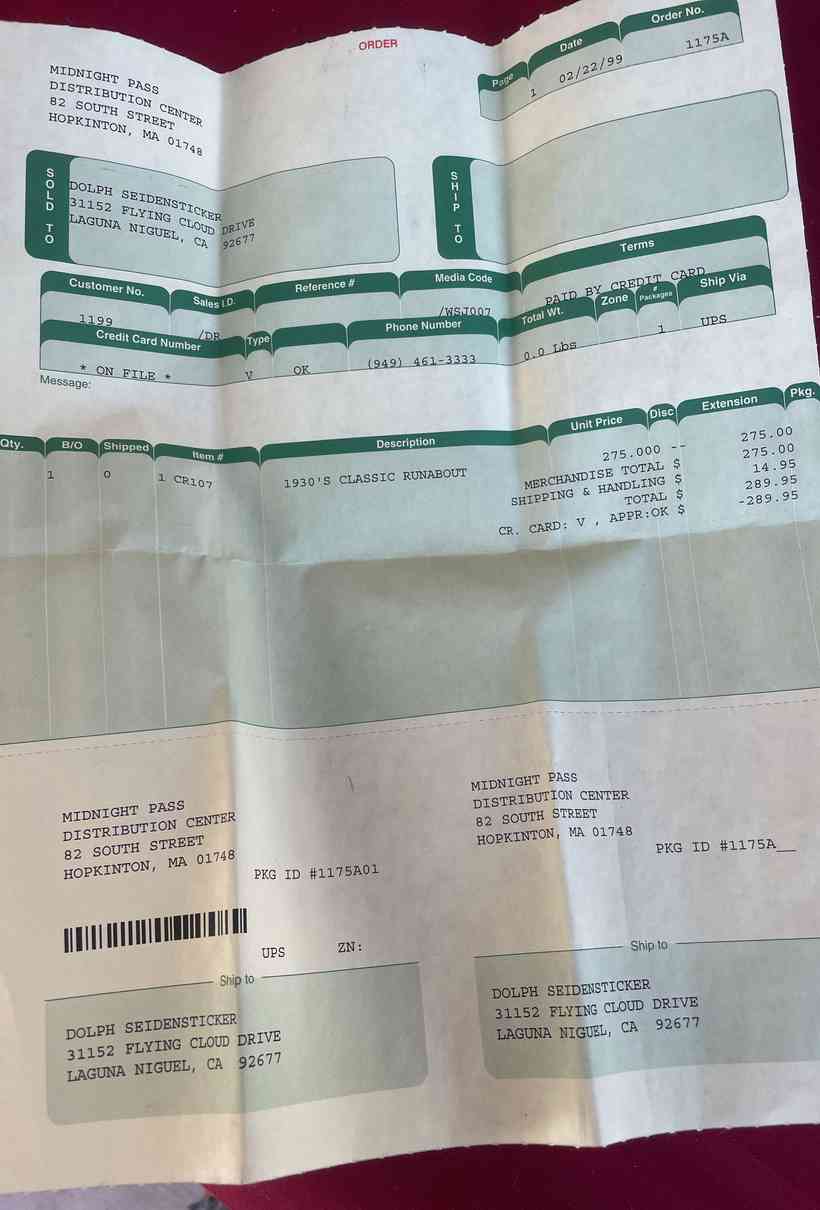 ORDER
Page Date Order No.
1 02/22/99 1175A
MIDNIGHT PASS
DISTRIBUTION CENTER
82 SOUTH STREET
HOPKINTON, MA 01748
SOLD TO
DOLPH SEIDENSTICKER
31152 FLYING CLOUD DRIVE
LAGUNA NIGUEL, CA 92677
SHIP TO
Customer No. Sales I.D. Reference # Media Code Terms
1199 /DR /WSJ007 PAID BY CREDIT CARD
Credit Card Number Type Phone Number Total Wt. Zone # Packages Ship Via
* ON FILE * V OK (949) 461-3333 0.0 Lbs 1 UPS
Message:
Qty. B/O Shipped Item # Description Unit Price Disc Extension Pkg.
1 0 1 CR107 1930'S CLASSIC RUNABOUT 275.000 -- 275.00
MERCHANDISE TOTAL $ 275.00
SHIPPING & HANDLING $ 14.95
TOTAL $ 289.95
CR. CARD: V , APPR:OK $ -289.95
MIDNIGHT PASS
DISTRIBUTION CENTER
82 SOUTH STREET
HOPKINTON, MA 01748
PKG ID #1175A01
UPS ZN:
Ship to
DOLPH SEIDENSTICKER
31152 FLYING CLOUD DRIVE
LAGUNA NIGUEL, CA 92677
MIDNIGHT PASS
DISTRIBUTION CENTER
82 SOUTH STREET
HOPKINTON, MA 01748
PKG ID #1175A__
Ship to
DOLPH SEIDENSTICKER
31152 FLYING CLOUD DRIVE
LAGUNA NIGUEL, CA 92677